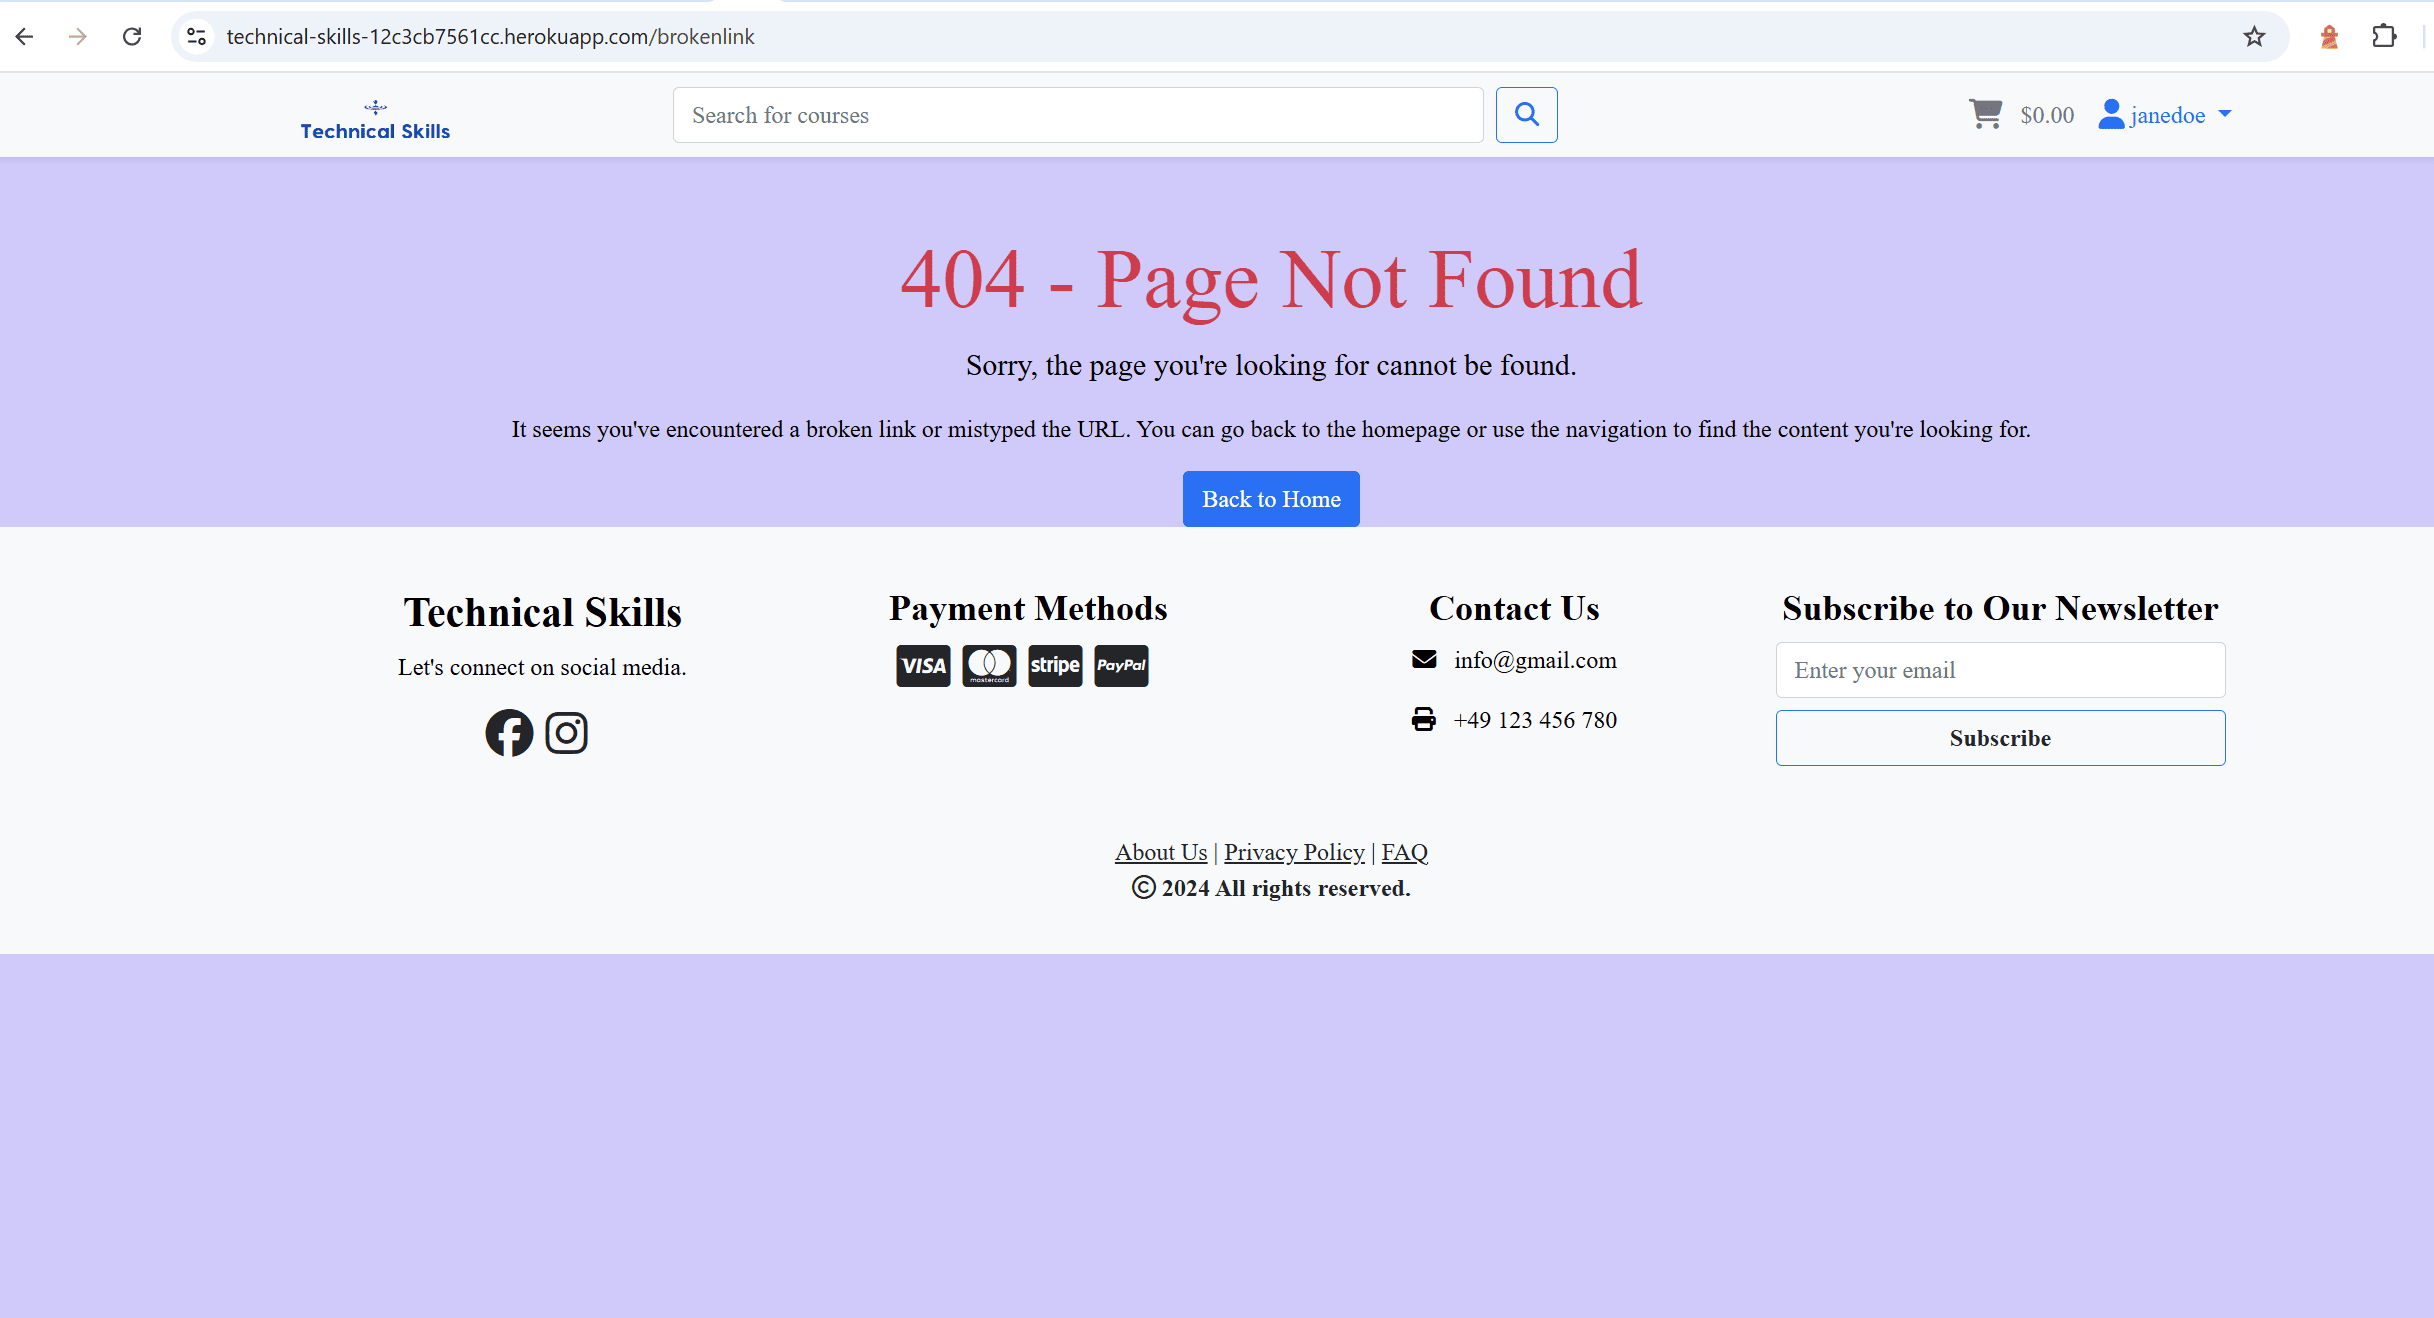 technical-skills-12c3cb7561cc.herokuapp.com/brokenlink
Technical Skills
Search for courses
$0.00
janedoe
404 - Page Not Found
Sorry, the page you're looking for cannot be found.
It seems you've encountered a broken link or mistyped the URL. You can go back to the homepage or use the navigation to find the content you're looking for.
Back to Home
Technical Skills
Let's connect on social media.
Payment Methods
VISA mastercard stripe PayPal
Contact Us
info@gmail.com
+49 123 456 780
Subscribe to Our Newsletter
Enter your email
Subscribe
About Us | Privacy Policy | FAQ
© 2024 All rights reserved.